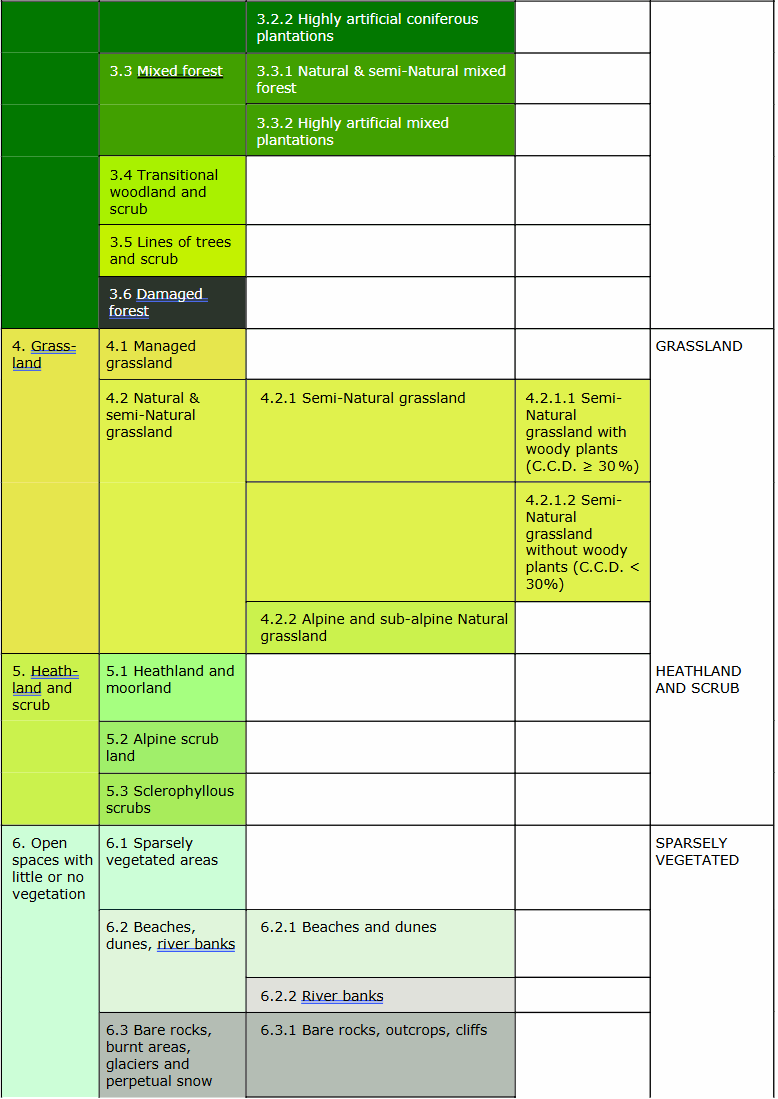 3.2.2 Highly artificial coniferous
plantations
3.3 Mixed forest
3.3.1 Natural & semi-Natural mixed
forest
3.3.2 Highly artificial mixed
plantations
3.4 Transitional
woodland and
scrub
3.5 Lines of trees
and scrub
3.6 Damaged
forest
4. Grass-
land
4.1 Managed
grassland
GRASSLAND
4.2 Natural &
semi-Natural
grassland
4.2.1 Semi-Natural grassland
4.2.1.1 Semi-
Natural
grassland with
woody plants
(C.C.D. ≥ 30 %)
4.2.1.2 Semi-
Natural
grassland
without woody
plants (C.C.D. <
30%)
4.2.2 Alpine and sub-alpine Natural
grassland
5. Heath-
land and
scrub
5.1 Heathland and
moorland
HEATHLAND
AND SCRUB
5.2 Alpine scrub
land
5.3 Sclerophyllous
scrubs
6. Open
spaces with
little or no
vegetation
6.1 Sparsely
vegetated areas
SPARSELY
VEGETATED
6.2 Beaches,
dunes, river banks
6.2.1 Beaches and dunes
6.2.2 River banks
6.3 Bare rocks,
burnt areas,
glaciers and
perpetual snow
6.3.1 Bare rocks, outcrops, cliffs